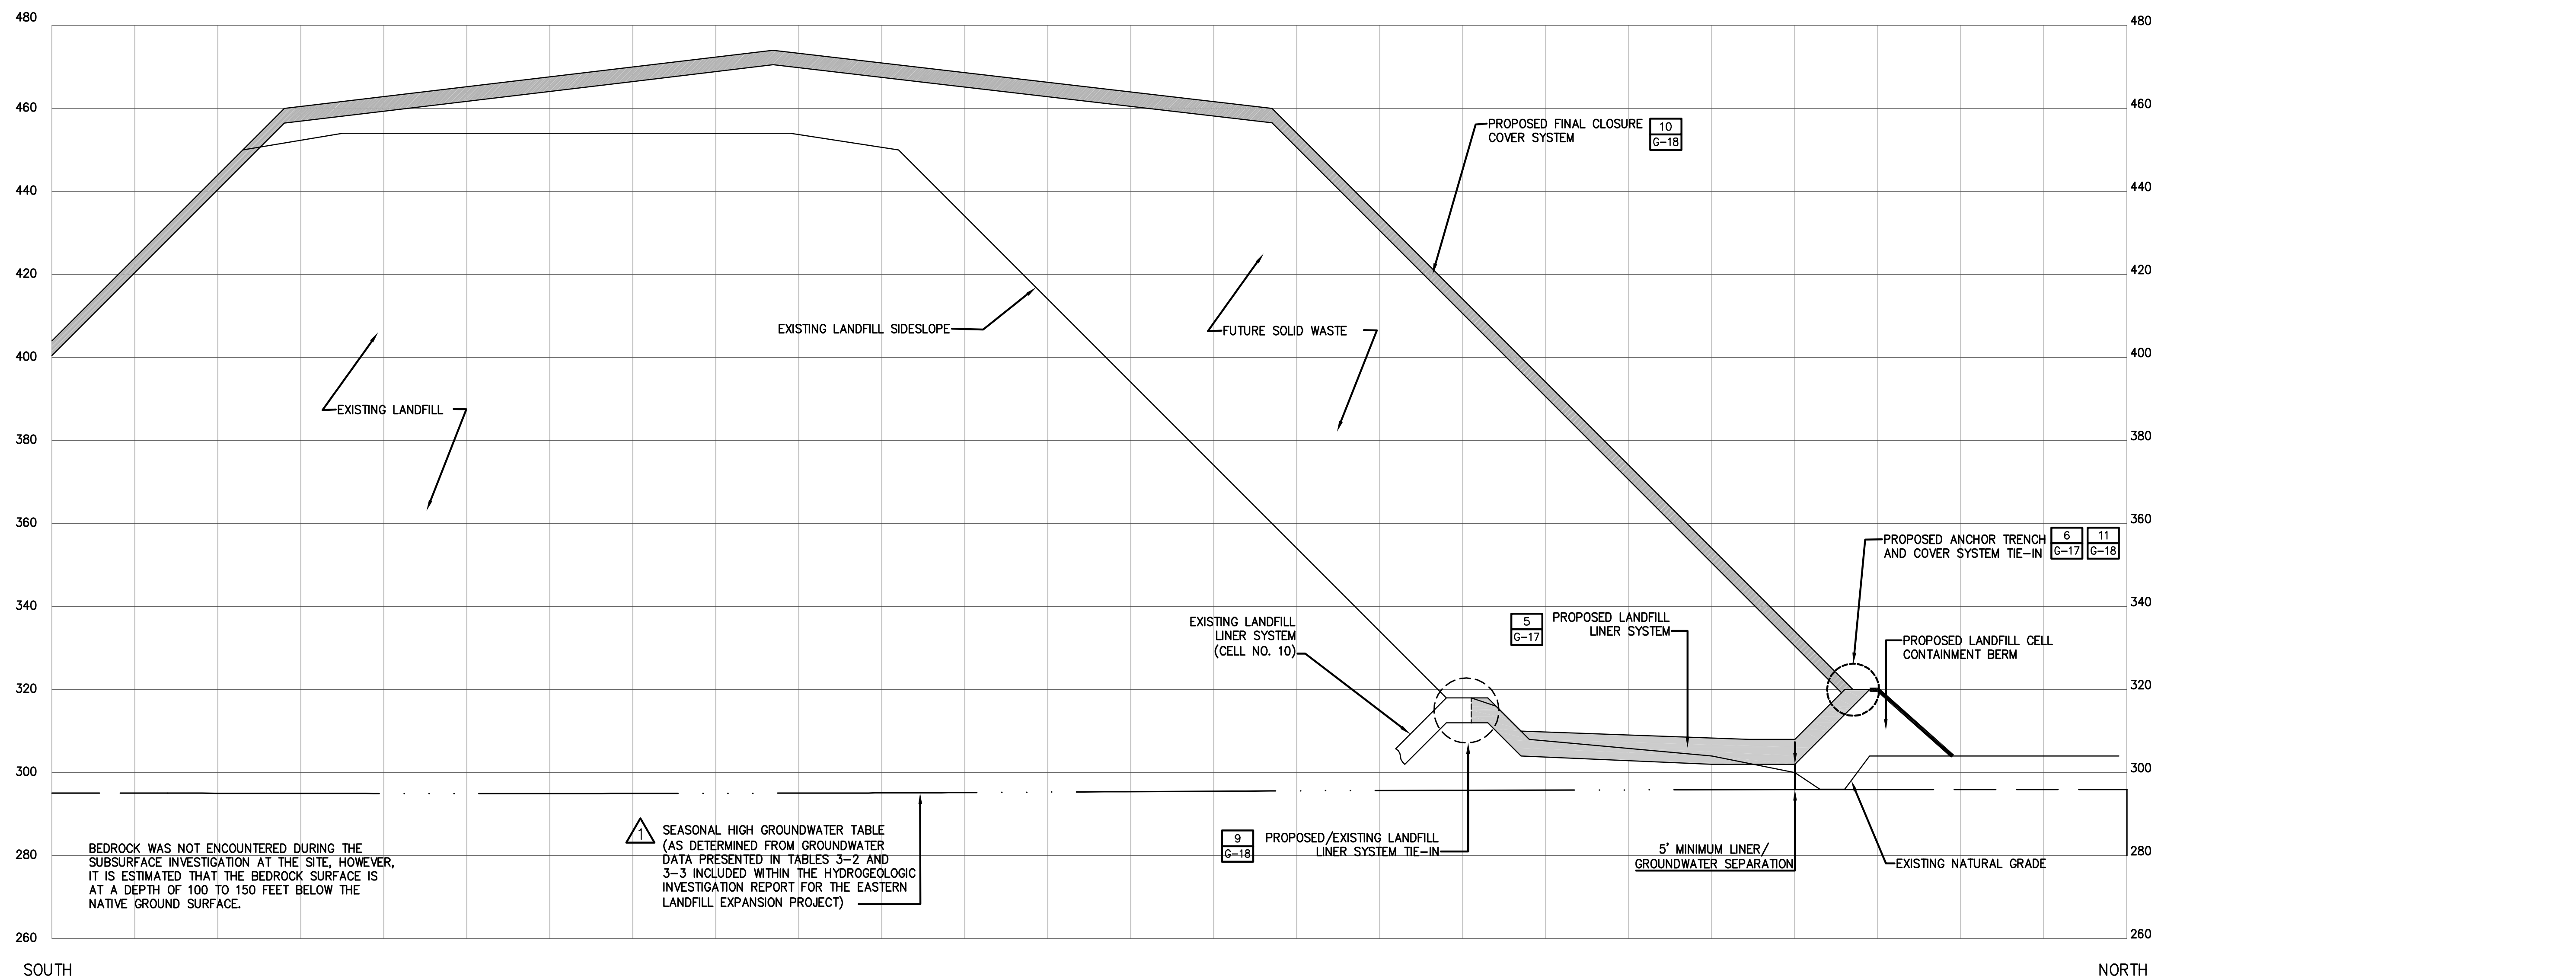 480
480
460
460
PROPOSED FINAL CLOSURE
COVER SYSTEM
10
G-18
440
440
420
420
EXISTING LANDFILL SIDESLOPE
FUTURE SOLID WASTE
400
400
EXISTING LANDFILL
380
380
360
360
PROPOSED ANCHOR TRENCH
AND COVER SYSTEM TIE-IN
6
G-17
11
G-18
340
340
EXISTING LANDFILL
LINER SYSTEM
(CELL NO. 10)
5
G-17
PROPOSED LANDFILL
LINER SYSTEM
PROPOSED LANDFILL CELL
CONTAINMENT BERM
320
320
300
300
BEDROCK WAS NOT ENCOUNTERED DURING THE
SUBSURFACE INVESTIGATION AT THE SITE, HOWEVER,
IT IS ESTIMATED THAT THE BEDROCK SURFACE IS
AT A DEPTH OF 100 TO 150 FEET BELOW THE
NATIVE GROUND SURFACE.
1
SEASONAL HIGH GROUNDWATER TABLE
(AS DETERMINED FROM GROUNDWATER
DATA PRESENTED IN TABLES 3-2 AND
3-3 INCLUDED WITHIN THE HYDROGEOLOGIC
INVESTIGATION REPORT FOR THE EASTERN
LANDFILL EXPANSION PROJECT)
9
G-18
PROPOSED/EXISTING LANDFILL
LINER SYSTEM TIE-IN
5' MINIMUM LINER/
GROUNDWATER SEPARATION
EXISTING NATURAL GRADE
280
280
260
260
SOUTH
NORTH